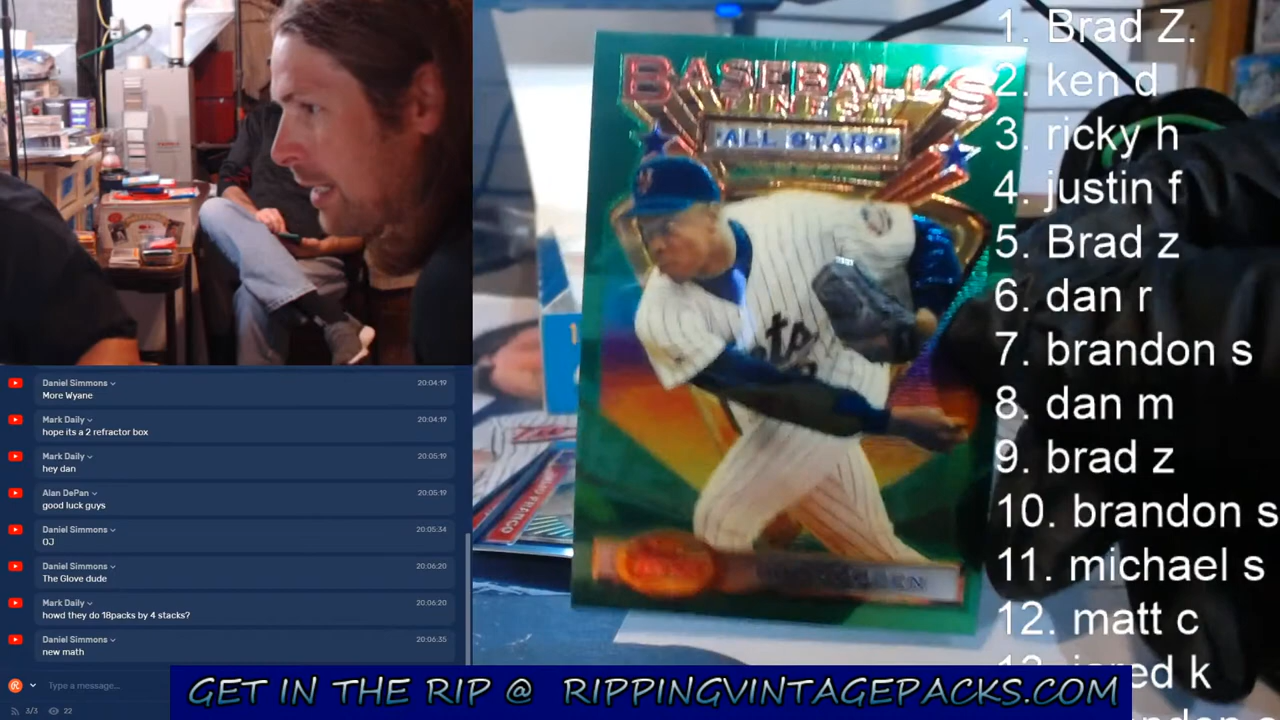 Daniel Simmons 20:04:19
More Wyane
Mark Daily 20:04:19
hope its a 2 refractor box
Mark Daily 20:05:19
hey dan
Alan DePan 20:05:19
good luck guys
Daniel Simmons 20:05:34
OJ
Daniel Simmons 20:06:20
The Glove dude
Mark Daily 20:06:20
howd they do 18packs by 4 stacks?
Daniel Simmons 20:06:35
new math
Type a message...
3/3 22
BASEBALL'S
FINEST
ALL STARS
1. Brad Z.
2. ken d
3. ricky h
4. justin f
5. Brad z
6. dan r
7. brandon s
8. dan m
9. brad z
10. brandon s
11. michael s
12. matt c
13. jared k
GET IN THE RIP @ RIPPINGVINTAGEPACKS.COM